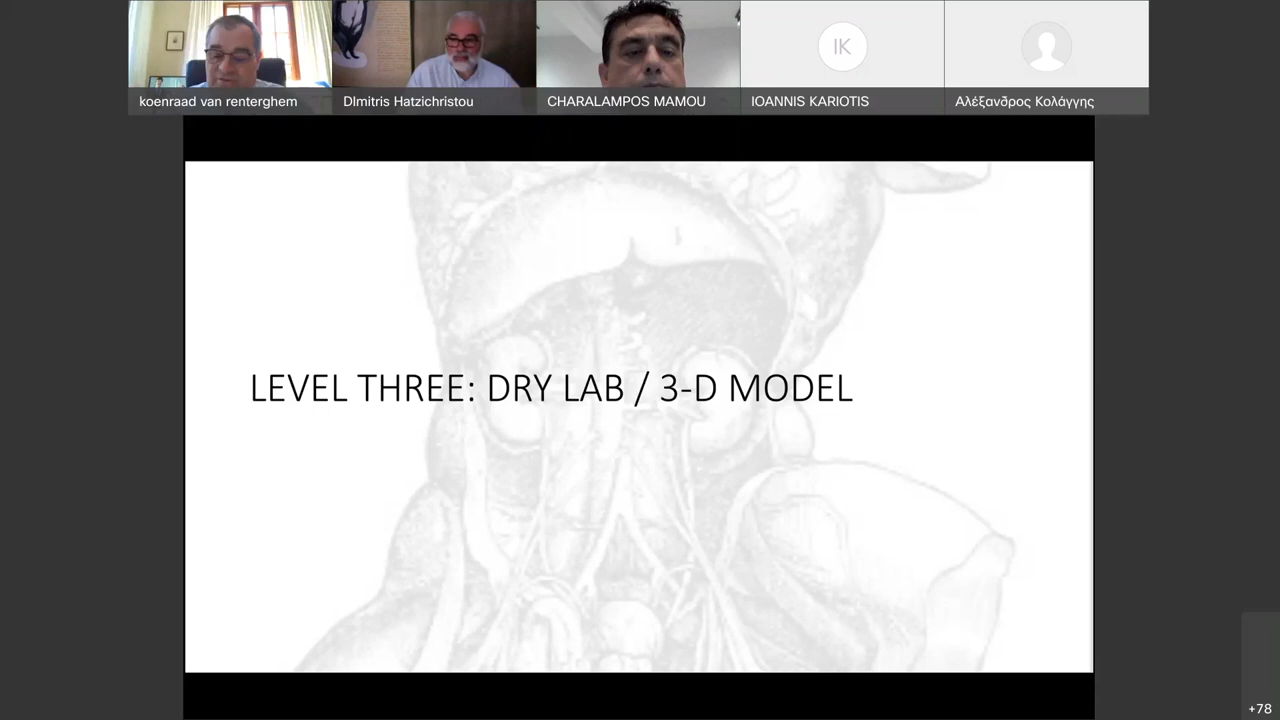 koenraad van renterghem
DImitris Hatzichristou
CHARALAMPOS MAMOU
IK
IOANNIS KARIOTIS
Αλέξανδρος Κολάγγης
LEVEL THREE: DRY LAB / 3-D MODEL
+78